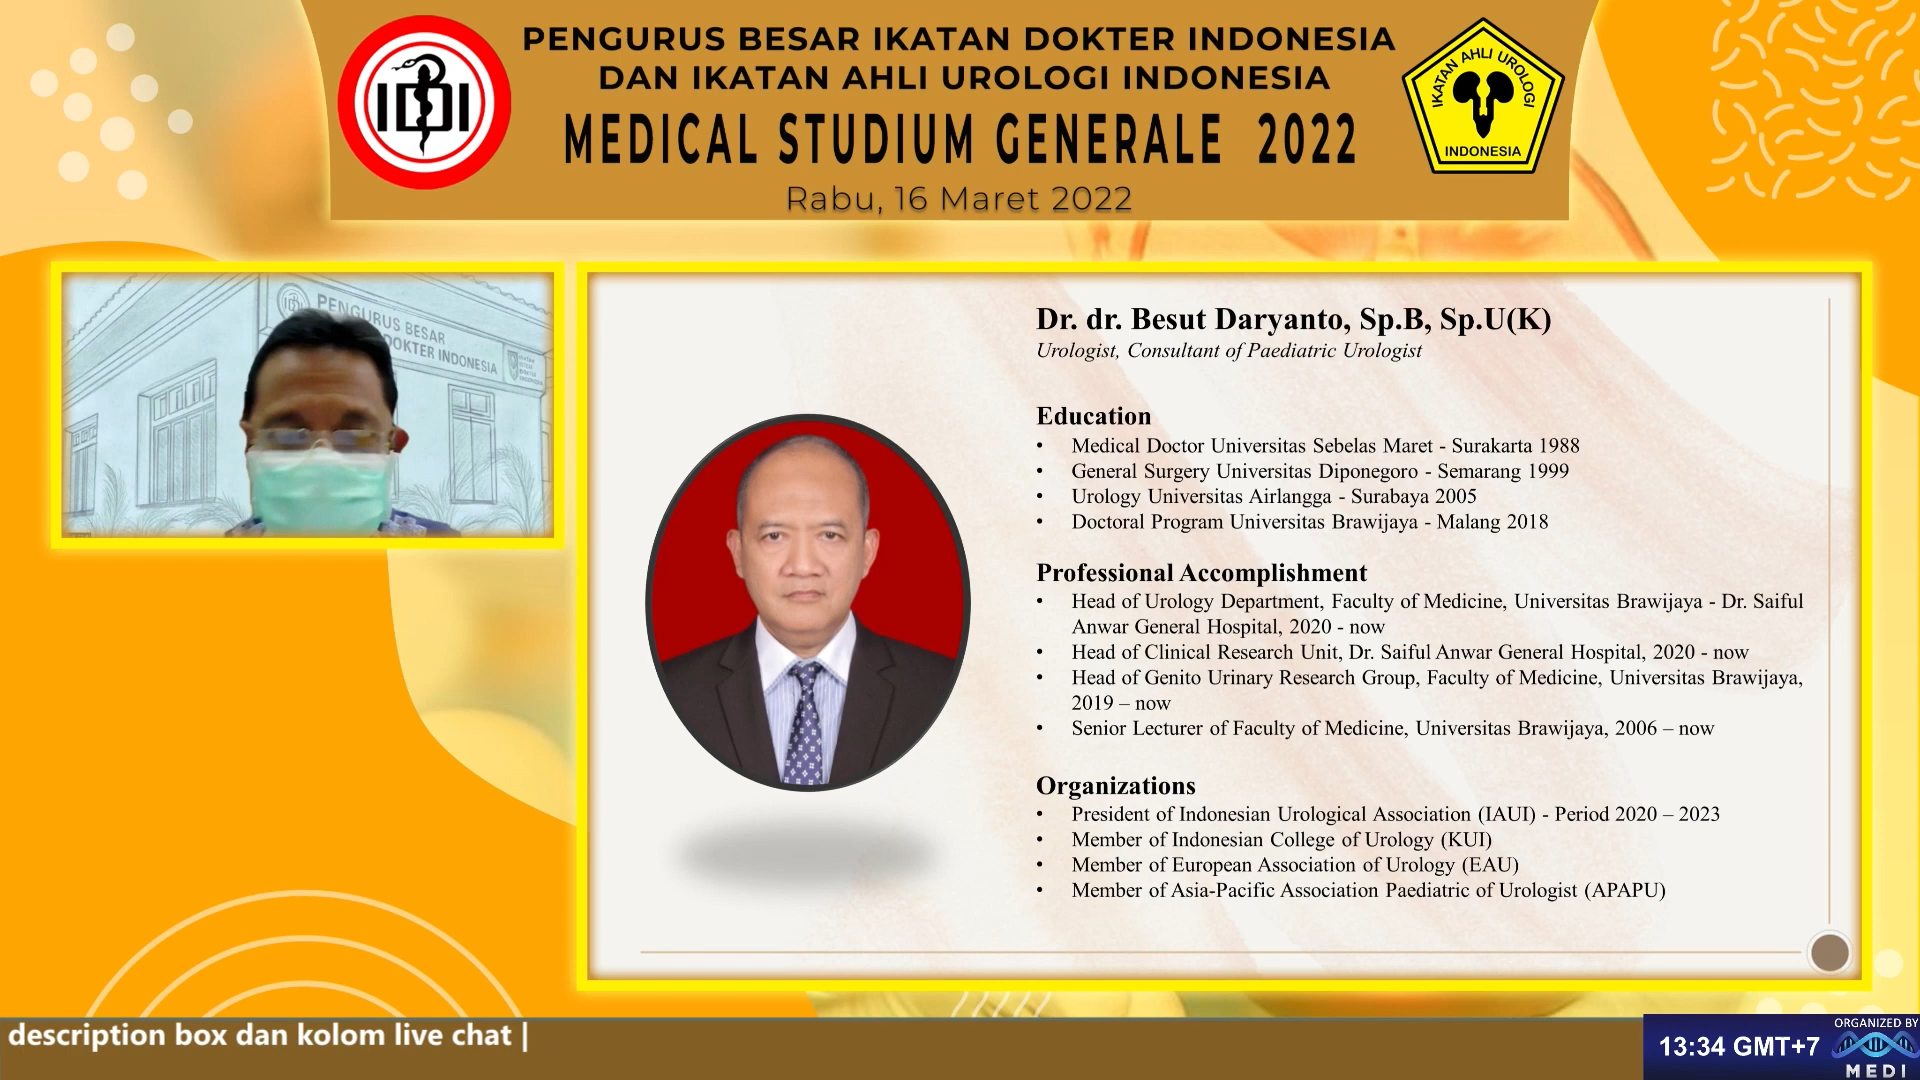 PENGURUS BESAR IKATAN DOKTER INDONESIA
DAN IKATAN AHLI UROLOGI INDONESIA
MEDICAL STUDIUM GENERALE 2022
Rabu, 16 Maret 2022
IDI
IKATAN AHLI UROLOGI
INDONESIA
PENGURUS BESAR
DOKTER INDONESIA
Dr. dr. Besut Daryanto, Sp.B, Sp.U(K)
Urologist, Consultant of Paediatric Urologist
Education
• Medical Doctor Universitas Sebelas Maret - Surakarta 1988
• General Surgery Universitas Diponegoro - Semarang 1999
• Urology Universitas Airlangga - Surabaya 2005
• Doctoral Program Universitas Brawijaya - Malang 2018
Professional Accomplishment
• Head of Urology Department, Faculty of Medicine, Universitas Brawijaya - Dr. Saiful
Anwar General Hospital, 2020 - now
• Head of Clinical Research Unit, Dr. Saiful Anwar General Hospital, 2020 - now
• Head of Genito Urinary Research Group, Faculty of Medicine, Universitas Brawijaya,
2019 – now
• Senior Lecturer of Faculty of Medicine, Universitas Brawijaya, 2006 – now
Organizations
• President of Indonesian Urological Association (IAUI) - Period 2020 – 2023
• Member of Indonesian College of Urology (KUI)
• Member of European Association of Urology (EAU)
• Member of Asia-Pacific Association Paediatric of Urologist (APAPU)
description box dan kolom live chat |
13:34 GMT+7
ORGANIZED BY
MEDI